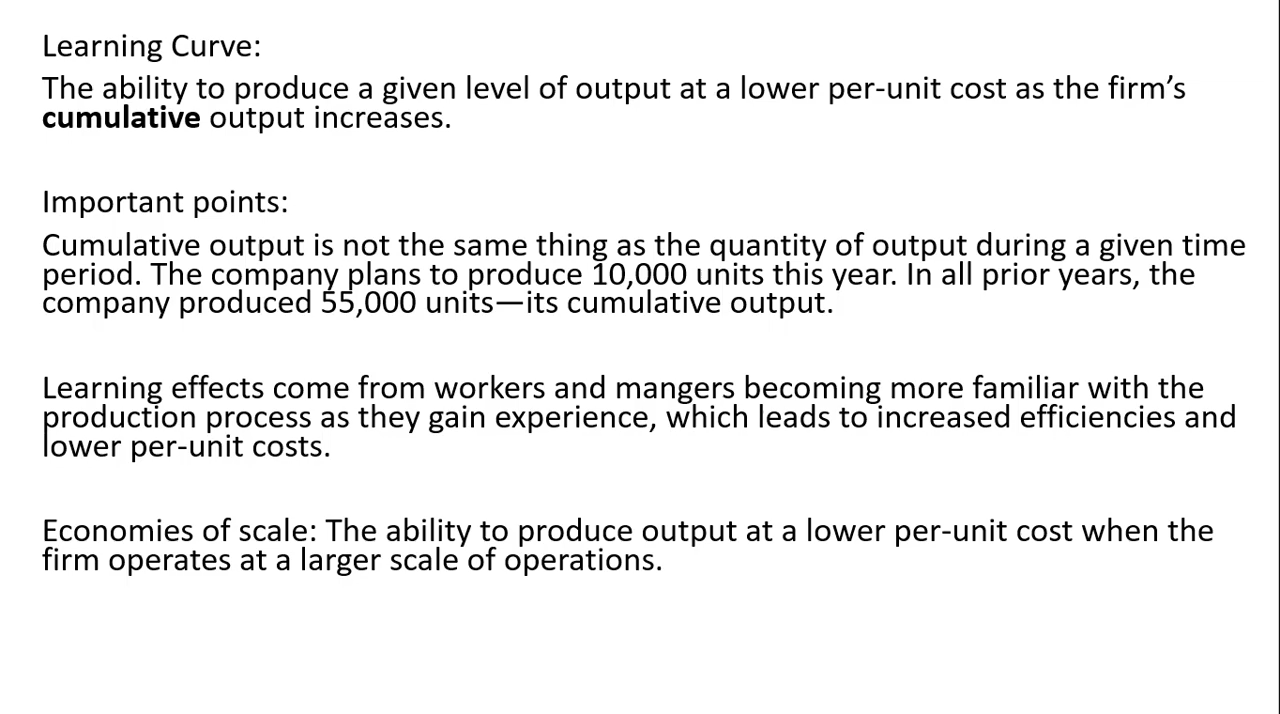 Learning Curve:
The ability to produce a given level of output at a lower per-unit cost as the firm’s
cumulative output increases.
Important points:
Cumulative output is not the same thing as the quantity of output during a given time
period. The company plans to produce 10,000 units this year. In all prior years, the
company produced 55,000 units—its cumulative output.
Learning effects come from workers and mangers becoming more familiar with the
production process as they gain experience, which leads to increased efficiencies and
lower per-unit costs.
Economies of scale: The ability to produce output at a lower per-unit cost when the
firm operates at a larger scale of operations.